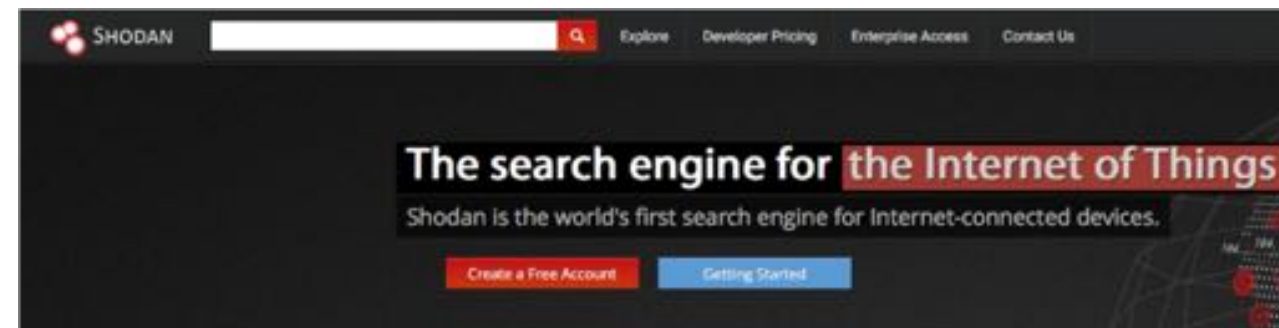 SHODAN
Explore Developer Pricing Enterprise Access Contact Us
The search engine for the Internet of Things
Shodan is the world's first search engine for Internet-connected devices.
Create a Free Account Getting Started